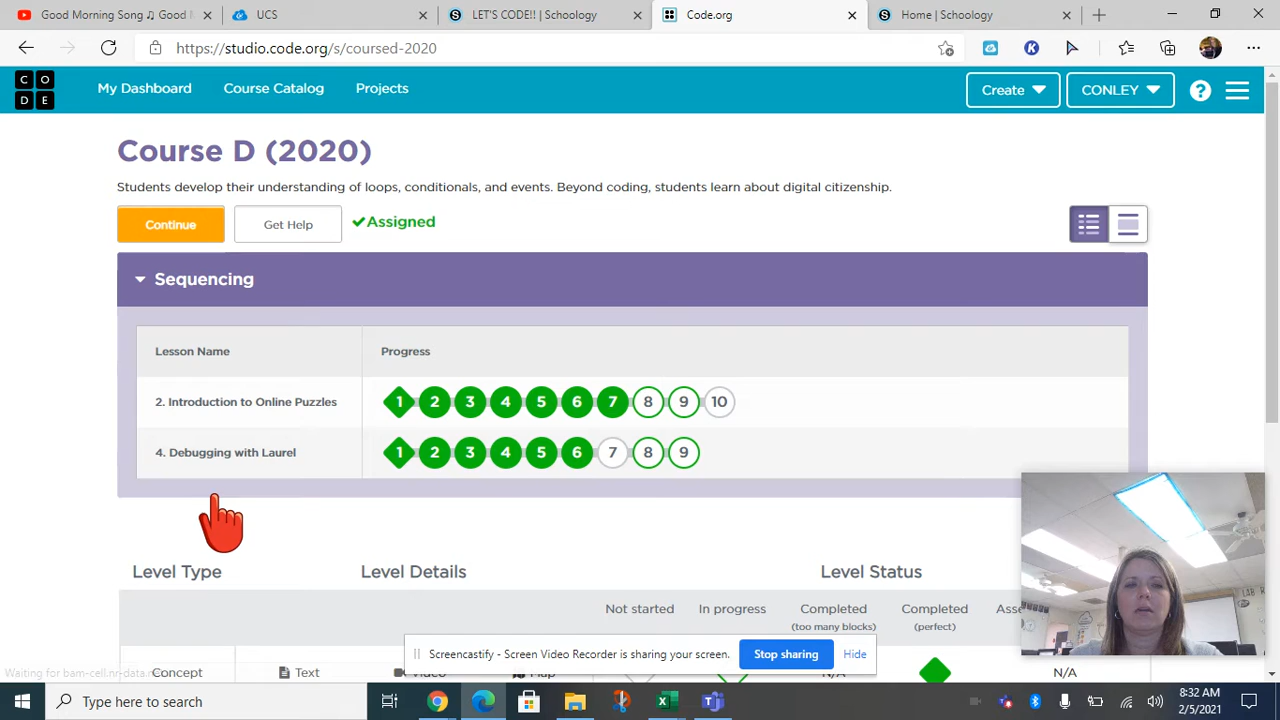 Good Morning Song ♫ Good M
UCS
LET'S CODE!! | Schoology
Code.org
Home | Schoology
https://studio.code.org/s/coursed-2020
CODE
My Dashboard
Course Catalog
Projects
Create
CONLEY
Course D (2020)
Students develop their understanding of loops, conditionals, and events. Beyond coding, students learn about digital citizenship.
Continue
Get Help
Assigned
Sequencing
Lesson Name
Progress
2. Introduction to Online Puzzles
1 2 3 4 5 6 7 8 9 10
4. Debugging with Laurel
1 2 3 4 5 6 7 8 9
Level Type
Level Details
Level Status
Not started
In progress
Completed
(too many blocks)
Completed
(perfect)
Screencastify - Screen Video Recorder is sharing your screen.
Stop sharing
Hide
Concept
Text
Video
Map
N/A
N/A
Type here to search
8:32 AM
2/5/2021